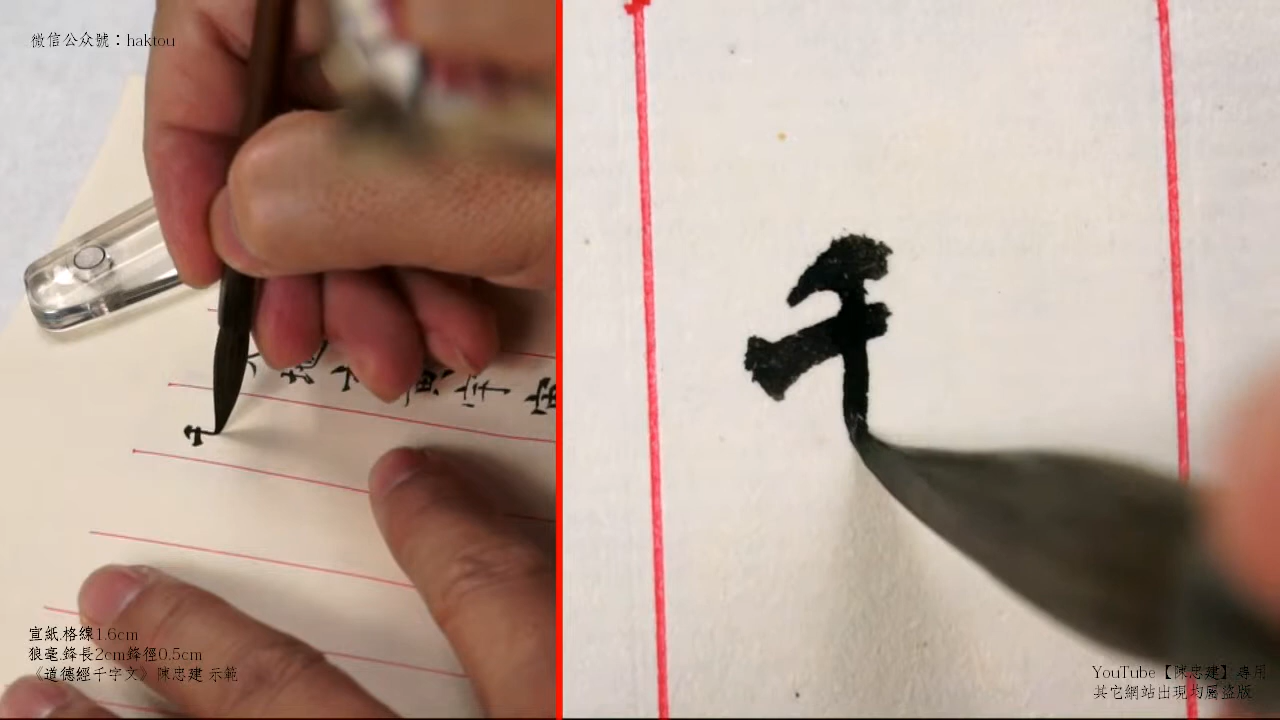 微信公众號：haktou
宇宙
宣紙.格線1.6cm
狼毫.鋒長2cm鋒徑0.5cm
《道德經千字文》陳忠建 示範
YouTube【陳忠建】專用
其它網站出現均屬盜版